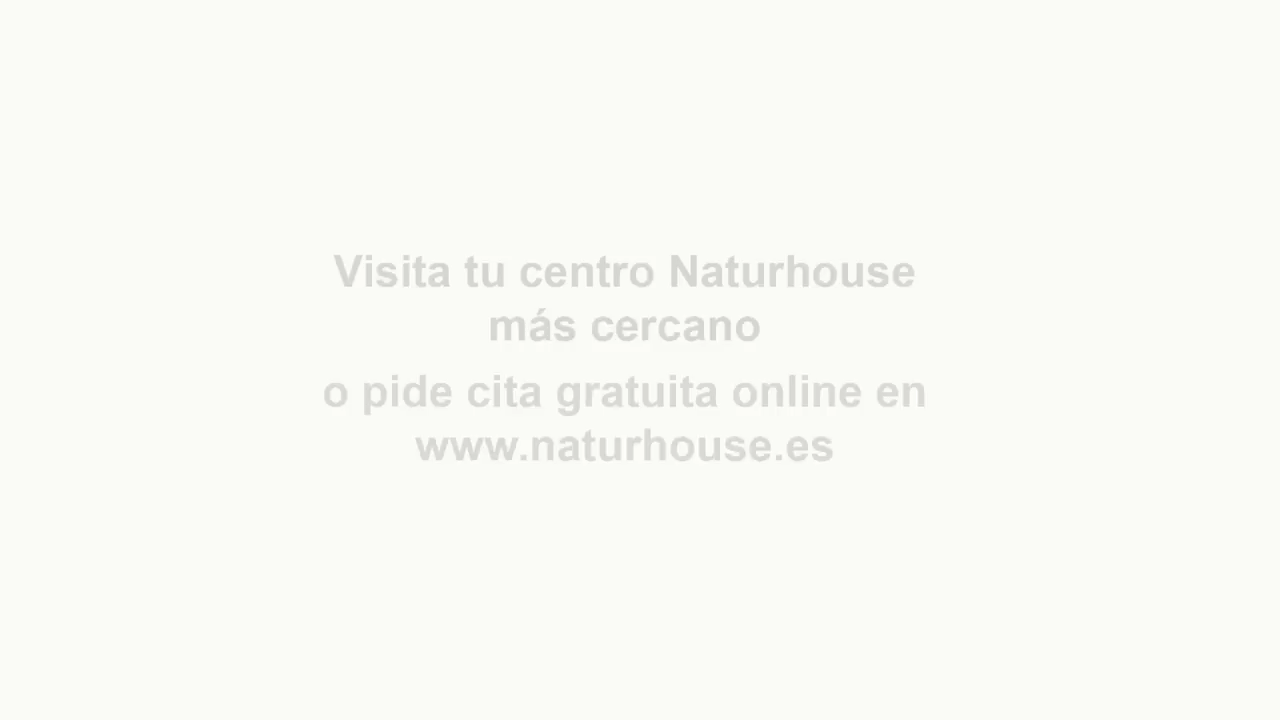 Visita tu centro Naturhouse
más cercano
o pide cita gratuita online en
www.naturhouse.es